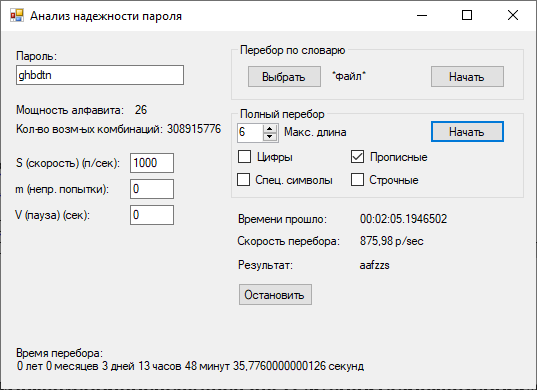 Анализ надежности пароля
Пароль:
ghbdtn
Мощность алфавита: 26
Кол-во возм-ых комбинаций: 308915776
S (скорость) (п/сек): 1000
m (непр. попытки): 0
V (пауза) (сек): 0
Перебор по словарю
Выбрать *Файл* Начать
Полный перебор
6 Макс. длина Начать
Цифры Прописные
Спец. символы Строчные
Времени прошло: 00:02:05.1946502
Скорость перебора: 875,98 p/sec
Результат: aafzzs
Остановить
Время перебора:
0 лет 0 месяцев 3 дней 13 часов 48 минут 35,7760000000126 секунд